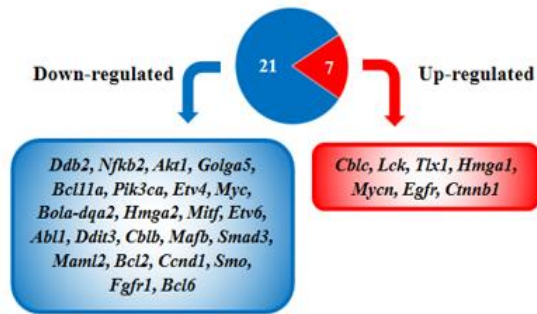 21
7
Down-regulated
Up-regulated
Ddb2, Nfkb2, Akt1, Golga5,
Bcl11a, Pik3ca, Etv4, Myc,
Bola-dqa2, Hmga2, Mitf, Etv6,
Abl1, Ddit3, Cblb, Mafb, Smad3,
Maml2, Bcl2, Ccnd1, Smo,
Fgfr1, Bcl6
Cblc, Lck, Tlx1, Hmga1,
Mycn, Egfr, Ctnnb1